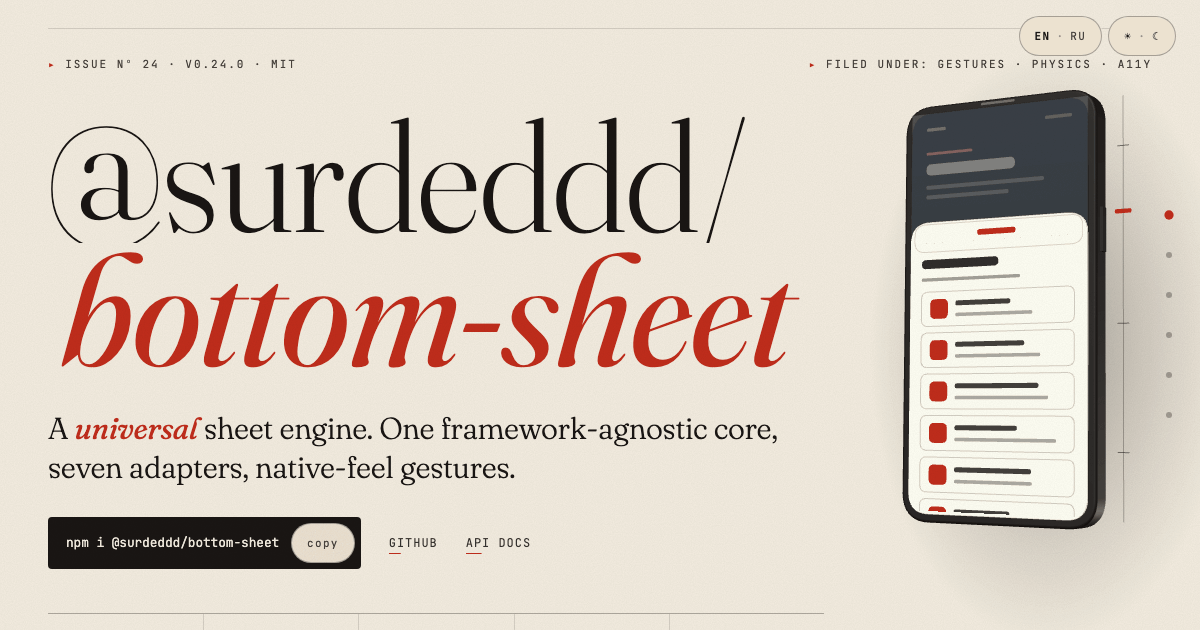 EN · RU
☀ · ☾
▸ ISSUE N° 24 · V0.24.0 · MIT
▸ FILED UNDER: GESTURES · PHYSICS · A11Y
@surdeddd/
bottom-sheet
A universal sheet engine. One framework-agnostic core,
seven adapters, native-feel gestures.
npm i @surdeddd/bottom-sheet
copy
GITHUB
API DOCS